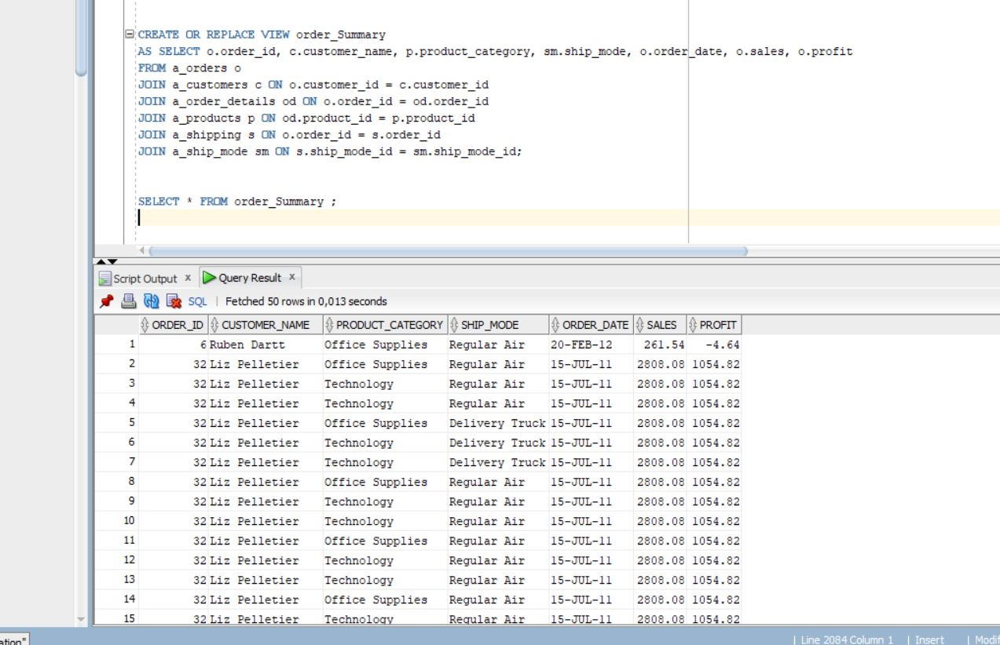 CREATE OR REPLACE VIEW order_Summary
AS SELECT o.order_id, c.customer_name, p.product_category, sm.ship_mode, o.order_date, o.sales, o.profit
FROM a_orders o
JOIN a_customers c ON o.customer_id = c.customer_id
JOIN a_order_details od ON o.order_id = od.order_id
JOIN a_products p ON od.product_id = p.product_id
JOIN a_shipping s ON o.order_id = s.order_id
JOIN a_ship_mode sm ON s.ship_mode_id = sm.ship_mode_id;
SELECT * FROM order_Summary ;
Script Output x Query Result x
SQL | Fetched 50 rows in 0,013 seconds
ORDER_ID CUSTOMER_NAME PRODUCT_CATEGORY SHIP_MODE ORDER_DATE SALES PROFIT
1 6 Ruben Dartt Office Supplies Regular Air 20-FEB-12 261.54 -4.64
2 32 Liz Pelletier Office Supplies Regular Air 15-JUL-11 2808.08 1054.82
3 32 Liz Pelletier Technology Regular Air 15-JUL-11 2808.08 1054.82
4 32 Liz Pelletier Technology Regular Air 15-JUL-11 2808.08 1054.82
5 32 Liz Pelletier Office Supplies Delivery Truck 15-JUL-11 2808.08 1054.82
6 32 Liz Pelletier Technology Delivery Truck 15-JUL-11 2808.08 1054.82
7 32 Liz Pelletier Technology Delivery Truck 15-JUL-11 2808.08 1054.82
8 32 Liz Pelletier Office Supplies Regular Air 15-JUL-11 2808.08 1054.82
9 32 Liz Pelletier Technology Regular Air 15-JUL-11 2808.08 1054.82
10 32 Liz Pelletier Technology Regular Air 15-JUL-11 2808.08 1054.82
11 32 Liz Pelletier Office Supplies Regular Air 15-JUL-11 2808.08 1054.82
12 32 Liz Pelletier Technology Regular Air 15-JUL-11 2808.08 1054.82
13 32 Liz Pelletier Technology Regular Air 15-JUL-11 2808.08 1054.82
14 32 Liz Pelletier Office Supplies Regular Air 15-JUL-11 2808.08 1054.82
15 32 Liz Pelletier Technology Regular Air 15-JUL-11 2808.08 1054.82
ation" | Line 2084 Column 1 | Insert | Modif